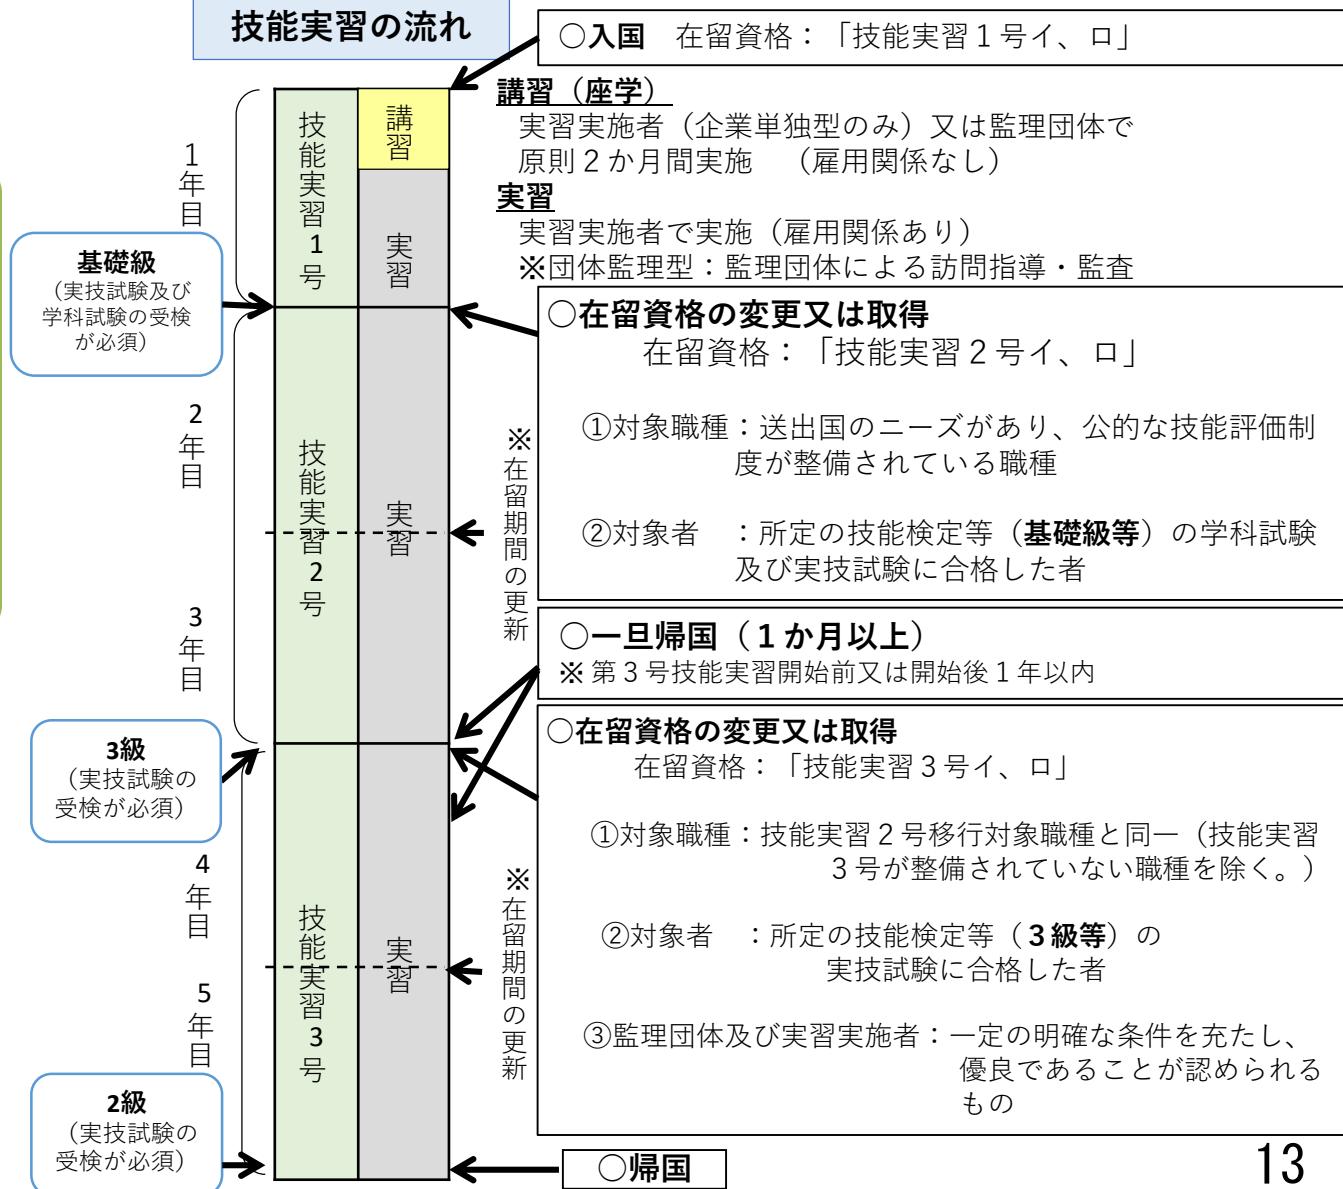 技能実習の流れ
○入国　在留資格：「技能実習１号イ、ロ」
講習（座学）
実習実施者（企業単独型のみ）又は監理団体で
原則２か月間実施　（雇用関係なし）
実習
実習実施者で実施（雇用関係あり）
※団体監理型：監理団体による訪問指導・監査
技能実習1号
講習
実習
1年目
基礎級
（実技試験及び
学科試験の受検
が必須）
○在留資格の変更又は取得
在留資格：「技能実習２号イ、ロ」
①対象職種：送出国のニーズがあり、公的な技能評価制
度が整備されている職種
②対象者　：所定の技能検定等（基礎級等）の学科試験
及び実技試験に合格した者
2年目
技能実習2号
実習
※在留期間の更新
3年目
○一旦帰国（１か月以上）
※第３号技能実習開始前又は開始後１年以内
3級
（実技試験の
受検が必須）
○在留資格の変更又は取得
在留資格：「技能実習３号イ、ロ」
①対象職種：技能実習２号移行対象職種と同一（技能実習
３号が整備されていない職種を除く。）
②対象者　：所定の技能検定等（３級等）の
実技試験に合格した者
③監理団体及び実習実施者：一定の明確な条件を充たし、
優良であることが認められる
もの
4年目
技能実習3号
実習
※在留期間の更新
5年目
2級
（実技試験の
受検が必須）
○帰国
13